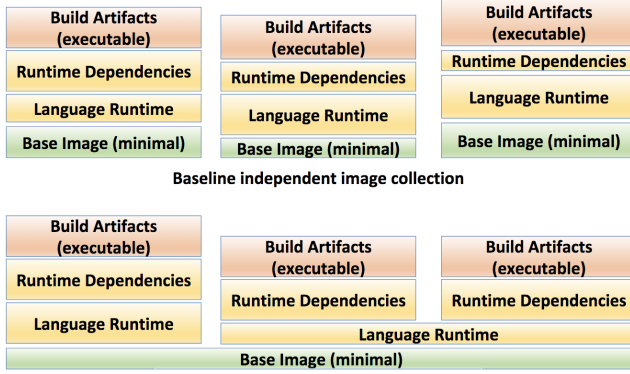 Build Artifacts
(executable)
Runtime Dependencies
Language Runtime
Base Image (minimal)
Build Artifacts
(executable)
Runtime Dependencies
Language Runtime
Base Image (minimal)
Build Artifacts
(executable)
Runtime Dependencies
Language Runtime
Base Image (minimal)
Baseline independent image collection
Build Artifacts
(executable)
Runtime Dependencies
Language Runtime
Build Artifacts
(executable)
Runtime Dependencies
Build Artifacts
(executable)
Runtime Dependencies
Language Runtime
Base Image (minimal)